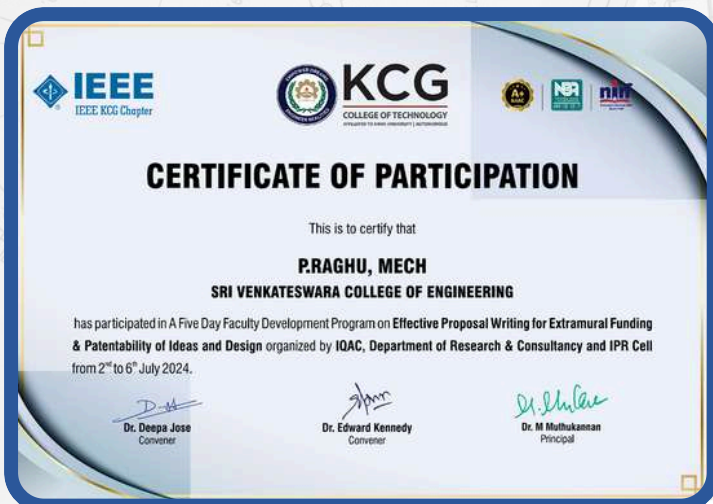 IEEE
IEEE KCG Chapter
KCG
COLLEGE OF TECHNOLOGY
A+
NAAC
NBA
nirf
CERTIFICATE OF PARTICIPATION
This is to certify that
P.RAGHU, MECH
SRI VENKATESWARA COLLEGE OF ENGINEERING
has participated in A Five Day Faculty Development Program on Effective Proposal Writing for Extramural Funding
& Patentability of Ideas and Design organized by IQAC, Department of Research & Consultancy and IPR Cell
from 2nd to 6th July 2024.
Dr. Deepa Jose
Convener
Dr. Edward Kennedy
Convener
Dr. M Muthukannan
Principal